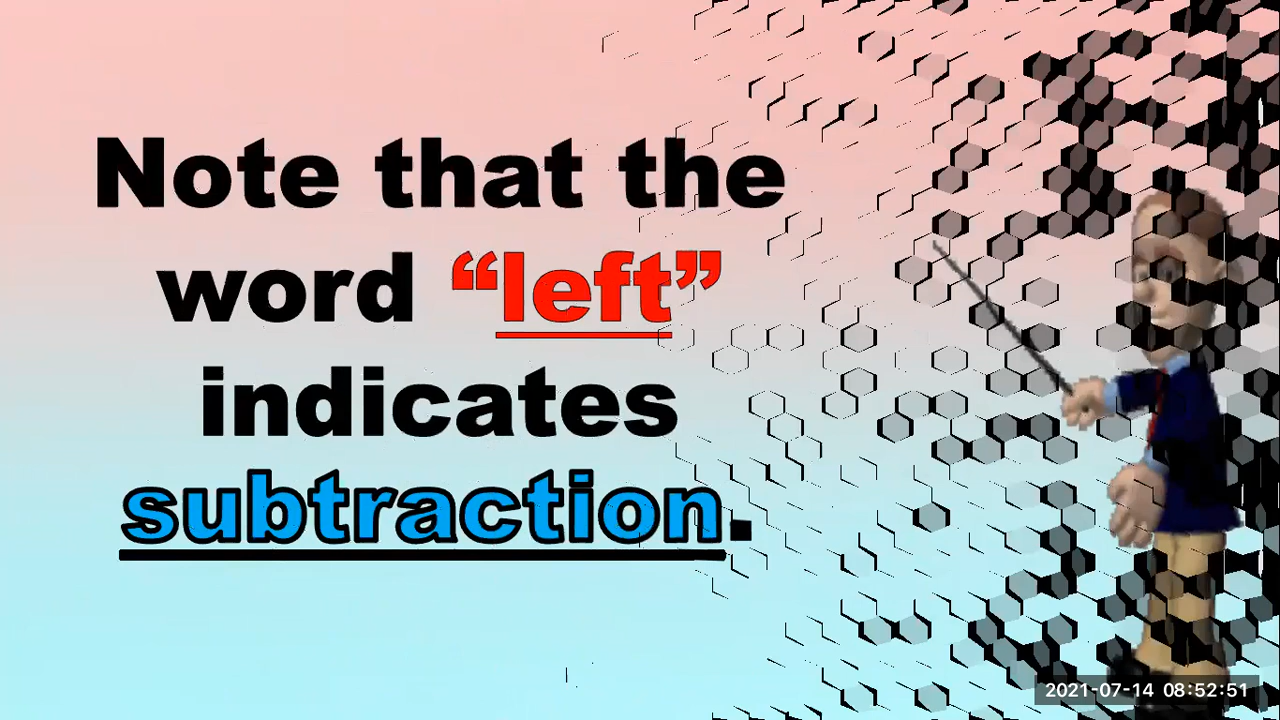 Note that the
word “left”
indicates
subtraction.
2021-07-14 08:52:51